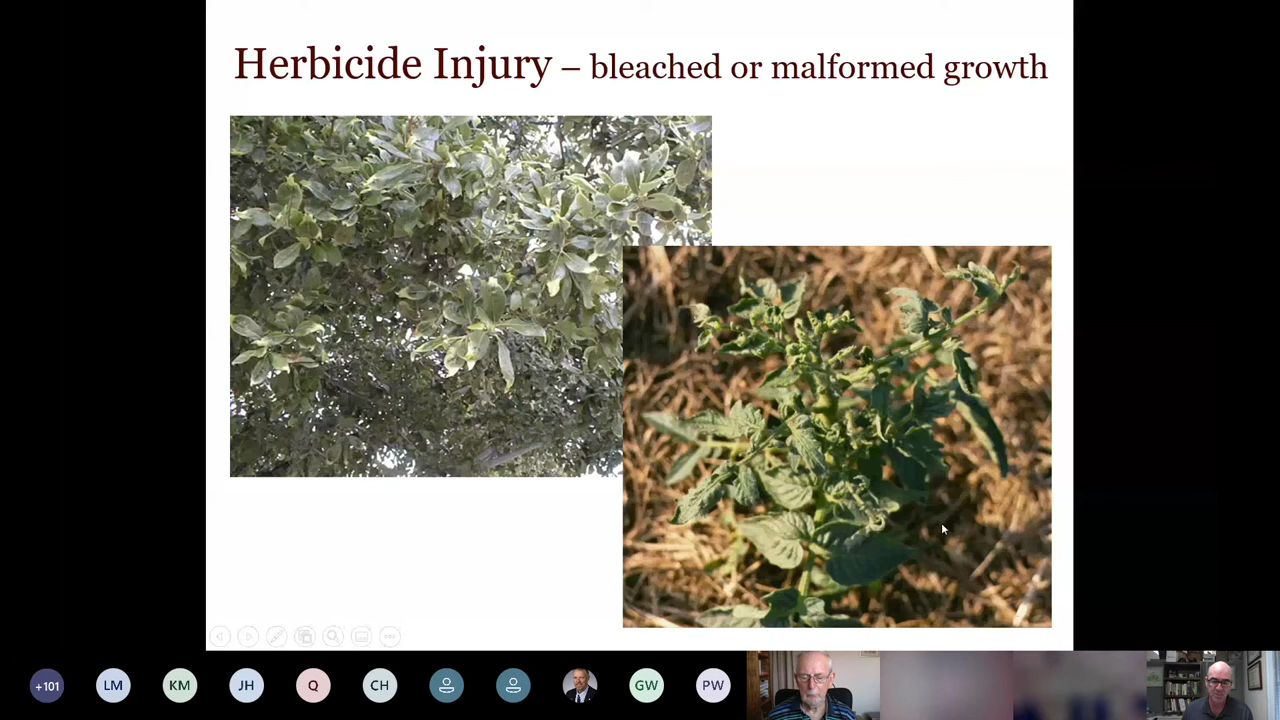 Herbicide Injury – bleached or malformed growth
+101
LM
KM
JH
Q
CH
GW
PW